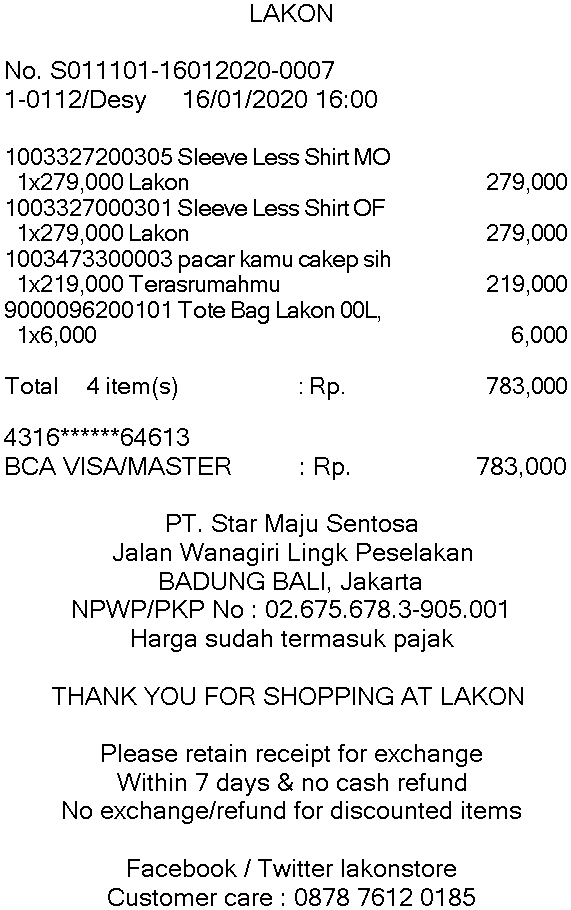 LAKON
No. S011101-16012020-0007
1-0112/Desy 16/01/2020 16:00
1003327200305 Sleeve Less Shirt MO
1x279,000 Lakon 279,000
1003327000301 Sleeve Less Shirt OF
1x279,000 Lakon 279,000
1003473300003 pacar kamu cakep sih
1x219,000 Terasrumahmu 219,000
9000096200101 Tote Bag Lakon 00L,
1x6,000 6,000
Total 4 item(s) : Rp. 783,000
4316******64613
BCA VISA/MASTER : Rp. 783,000
PT. Star Maju Sentosa
Jalan Wanagiri Lingk Peselakan
BADUNG BALI, Jakarta
NPWP/PKP No : 02.675.678.3-905.001
Harga sudah termasuk pajak
THANK YOU FOR SHOPPING AT LAKON
Please retain receipt for exchange
Within 7 days & no cash refund
No exchange/refund for discounted items
Facebook / Twitter lakonstore
Customer care : 0878 7612 0185